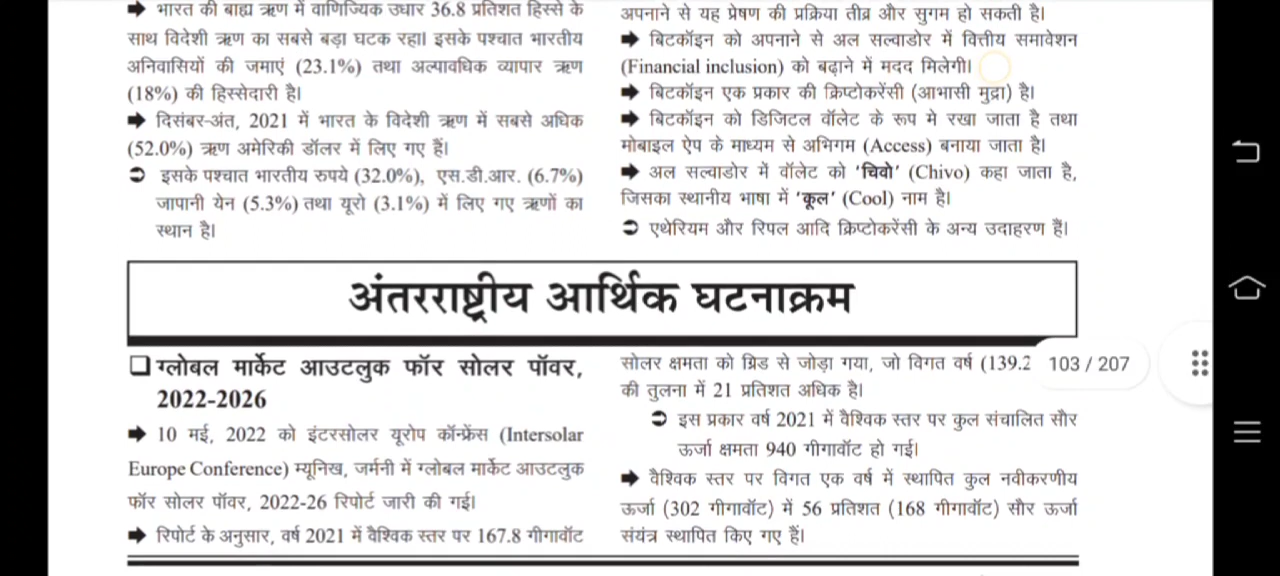 ➡ भारत की बाह्य ऋण में वाणिज्यिक उधार 36.8 प्रतिशत हिस्से के
साथ विदेशी ऋण का सबसे बड़ा घटक रहा। इसके पश्चात भारतीय
अनिवासियों की जमाएं (23.1%) तथा अल्पावधिक व्यापार ऋण
(18%) की हिस्सेदारी है।
➡ दिसंबर-अंत, 2021 में भारत के विदेशी ऋण में सबसे अधिक
(52.0%) ऋण अमेरिकी डॉलर में लिए गए हैं।
➲ इसके पश्चात भारतीय रुपये (32.0%), एस.डी.आर. (6.7%)
जापानी येन (5.3%) तथा यूरो (3.1%) में लिए गए ऋणों का
स्थान है।
अपनाने से यह प्रेषण की प्रक्रिया तीव्र और सुगम हो सकती है।
➡ बिटकॉइन को अपनाने से अल सल्वाडोर में वित्तीय समावेशन
(Financial inclusion) को बढ़ाने में मदद मिलेगी।
➡ बिटकॉइन एक प्रकार की क्रिप्टोकरेंसी (आभासी मुद्रा) है।
➡ बिटकॉइन को डिजिटल वॉलेट के रूप मे रखा जाता है तथा
मोबाइल ऐप के माध्यम से अभिगम (Access) बनाया जाता है।
➡ अल सल्वाडोर में वॉलेट को ‘चिवो’ (Chivo) कहा जाता है,
जिसका स्थानीय भाषा में ‘कूल’ (Cool) नाम है।
➲ एथेरियम और रिपल आदि क्रिप्टोकरेंसी के अन्य उदाहरण हैं।
अंतरराष्ट्रीय आर्थिक घटनाक्रम
❑ ग्लोबल मार्केट आउटलुक फॉर सोलर पॉवर,
2022-2026
➡ 10 मई, 2022 को इंटरसोलर यूरोप कॉन्फ्रेंस (Intersolar
Europe Conference) म्यूनिख, जर्मनी में ग्लोबल मार्केट आउटलुक
फॉर सोलर पॉवर, 2022-26 रिपोर्ट जारी की गई।
➡ रिपोर्ट के अनुसार, वर्ष 2021 में वैश्विक स्तर पर 167.8 गीगावॉट
सोलर क्षमता को ग्रिड से जोड़ा गया, जो विगत वर्ष (139.2
की तुलना में 21 प्रतिशत अधिक है।
➲ इस प्रकार वर्ष 2021 में वैश्विक स्तर पर कुल संचालित सौर
ऊर्जा क्षमता 940 गीगावॉट हो गई।
➡ वैश्विक स्तर पर विगत एक वर्ष में स्थापित कुल नवीकरणीय
ऊर्जा (302 गीगावॉट) में 56 प्रतिशत (168 गीगावॉट) सौर ऊर्जा
संयंत्र स्थापित किए गए हैं।
103 / 207